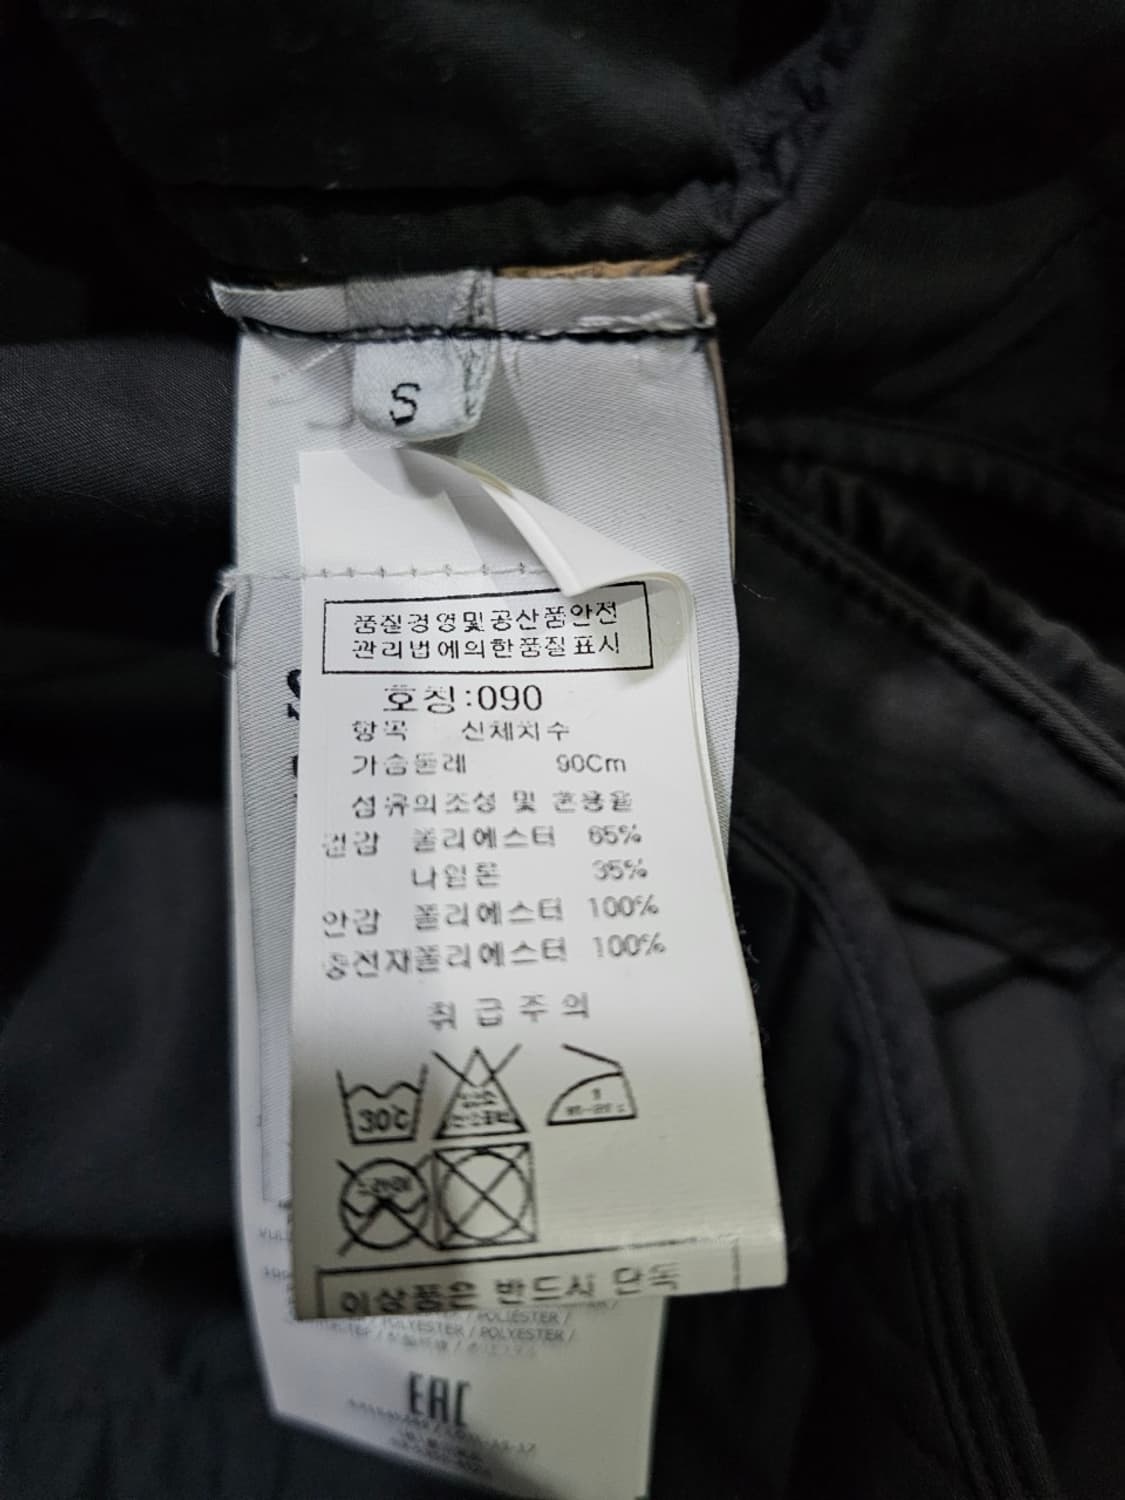 S
품질경영및공산품안전
관리법에의한품질표시
호칭:090
항목 신체치수
가슴둘레 90Cm
섬유의조성 및 혼용율
겉감 폴리에스터 65%
나일론 35%
안감 폴리에스터 100%
충전재폴리에스터 100%
취급주의
30℃
이상품은 반드시 단독
POLIÉSTER /
POLYESTER / POLYESTER /
EAC